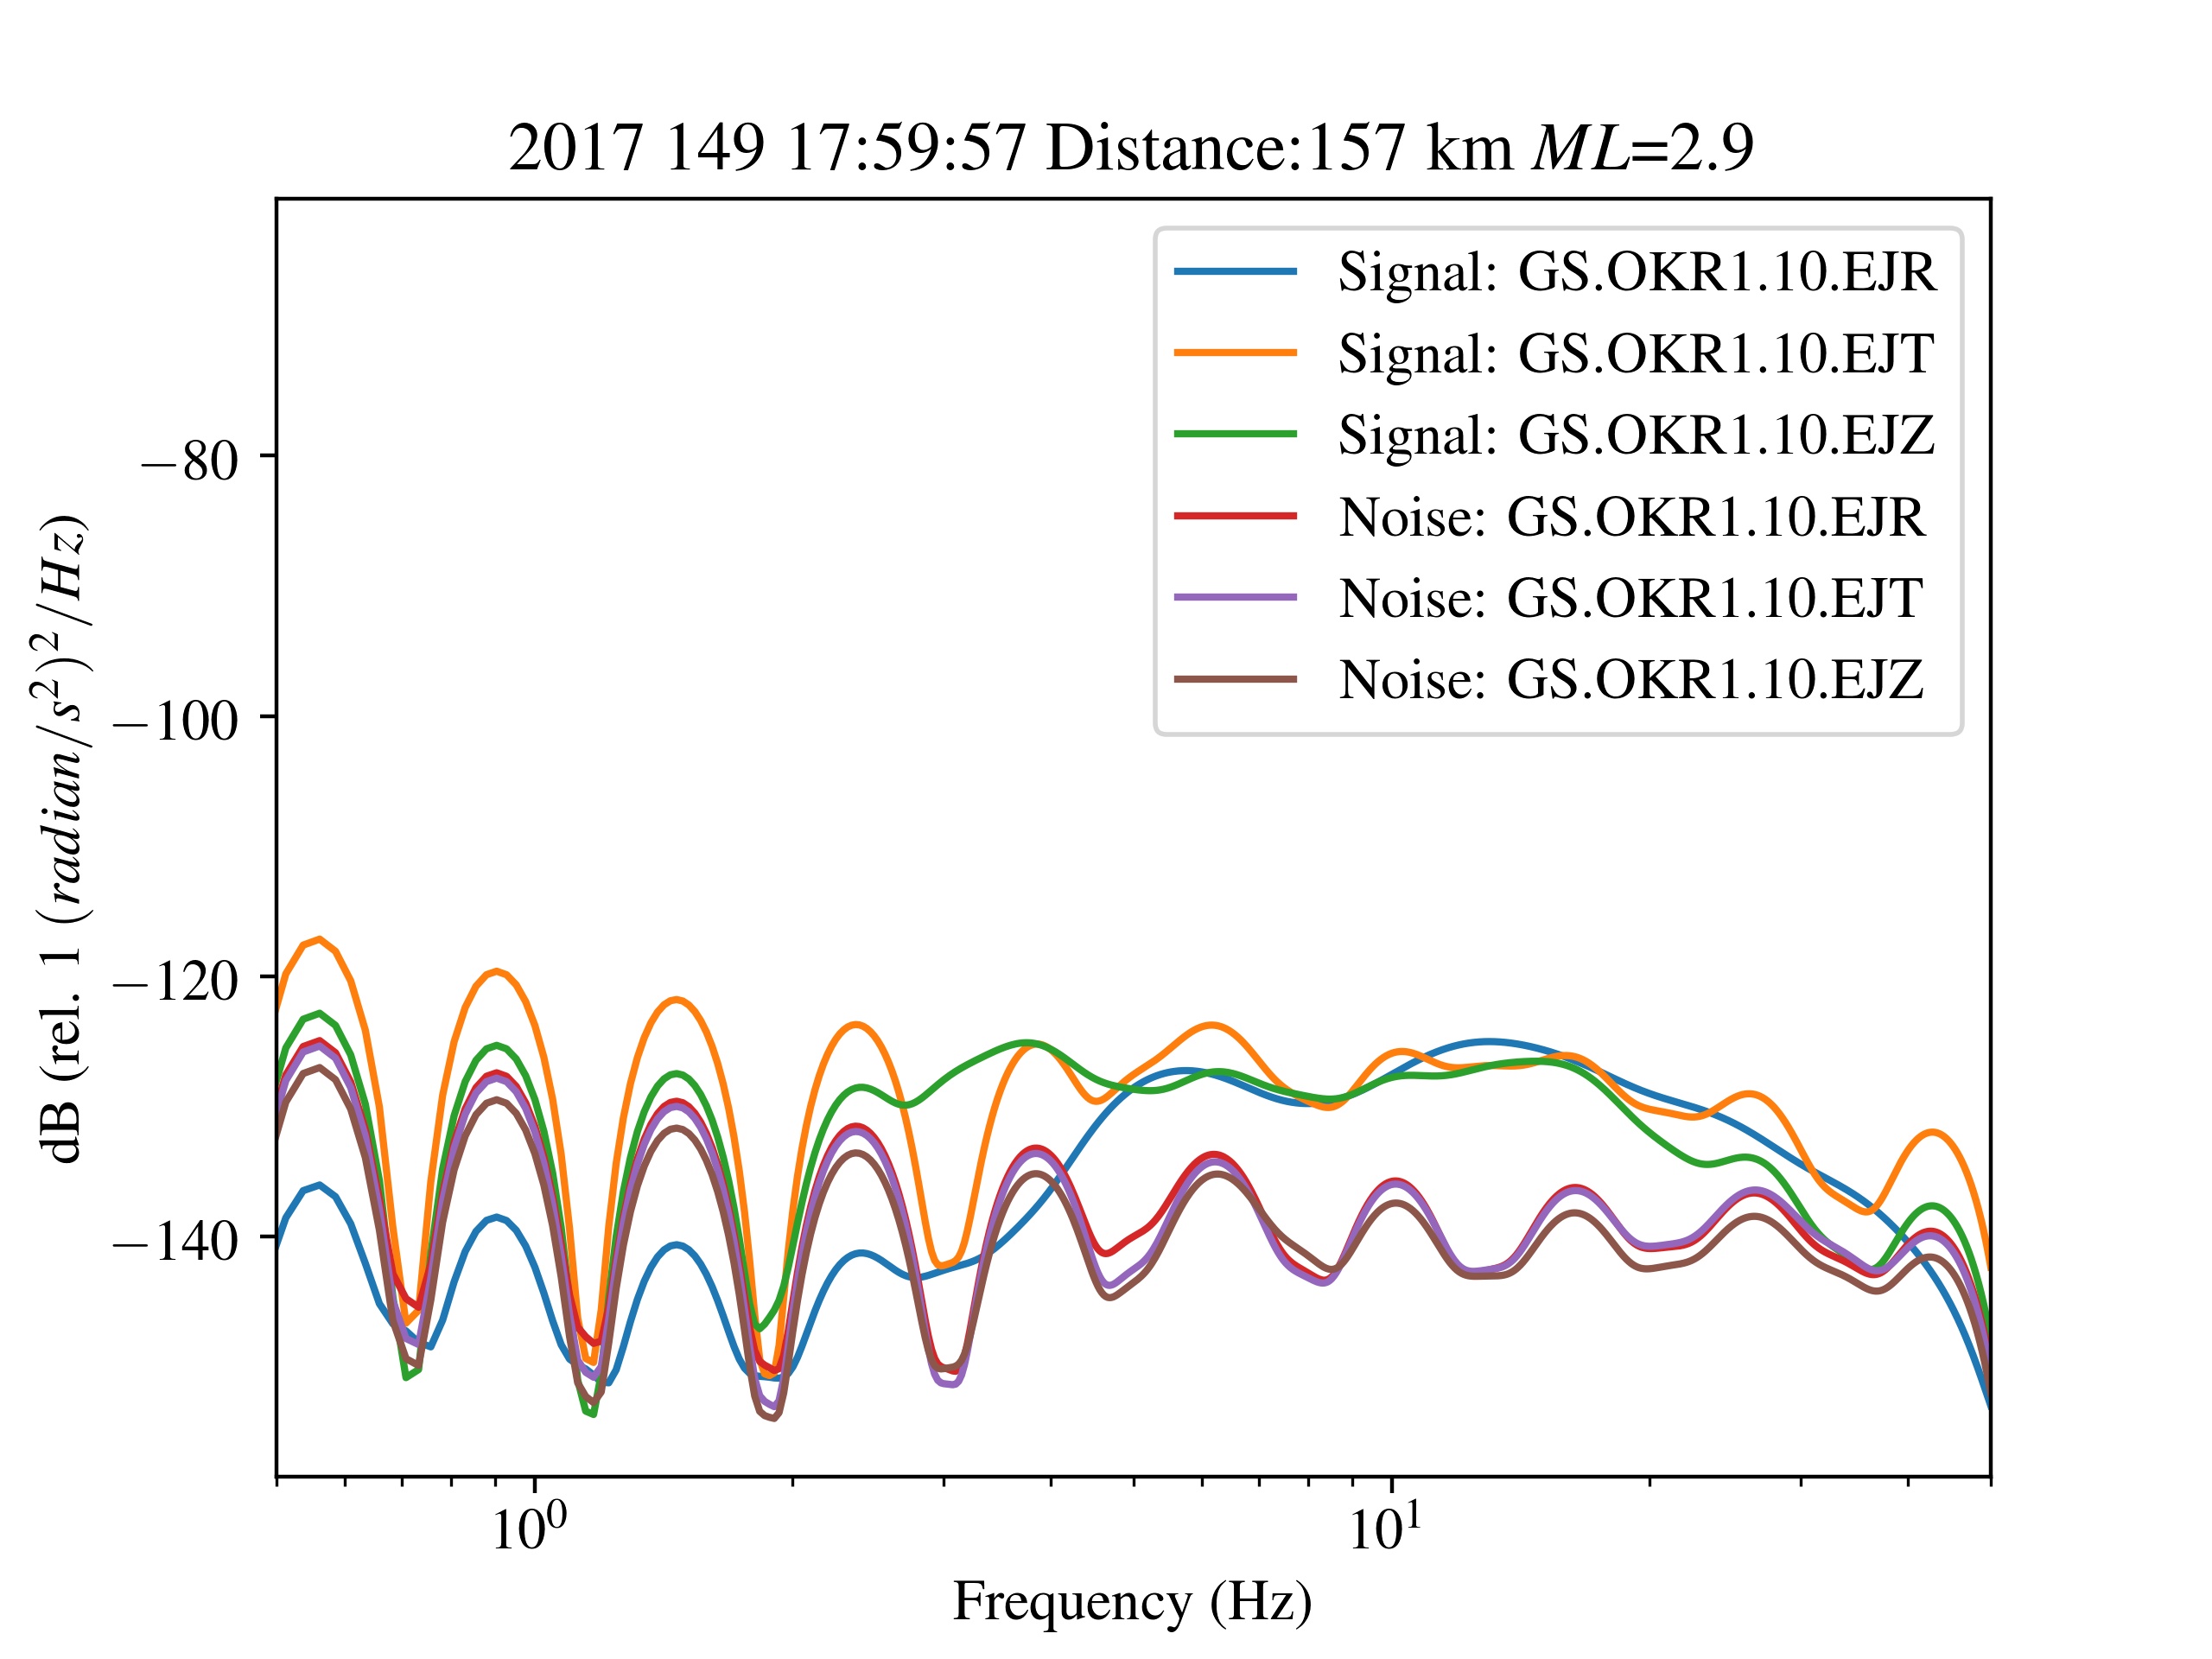 2017 149 17:59:57 Distance:157 km ML=2.9
Signal: GS.OKR1.10.EJR
Signal: GS.OKR1.10.EJT
Signal: GS.OKR1.10.EJZ
Noise: GS.OKR1.10.EJR
Noise: GS.OKR1.10.EJT
Noise: GS.OKR1.10.EJZ
dB (rel. 1 (radian/s²)²/Hz)
−80
−100
−120
−140
10⁰ 10¹
Frequency (Hz)